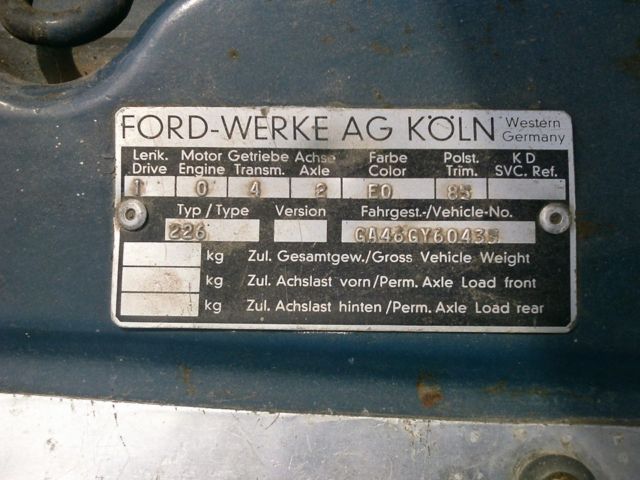 FORD-WERKE AG KÖLN Western Germany
Lenk. Motor Getriebe Achse Farbe Polst. K D
Drive Engine Transm. Axle Color Trim. SVC. Ref.
1 0 4 2 EO 85
Typ / Type Version Fahrgest.-/Vehicle-No.
226 GA46GY60435
kg Zul. Gesamtgew./Gross Vehicle Weight
kg Zul. Achslast vorn/Perm. Axle Load front
kg Zul. Achslast hinten/Perm. Axle Load rear